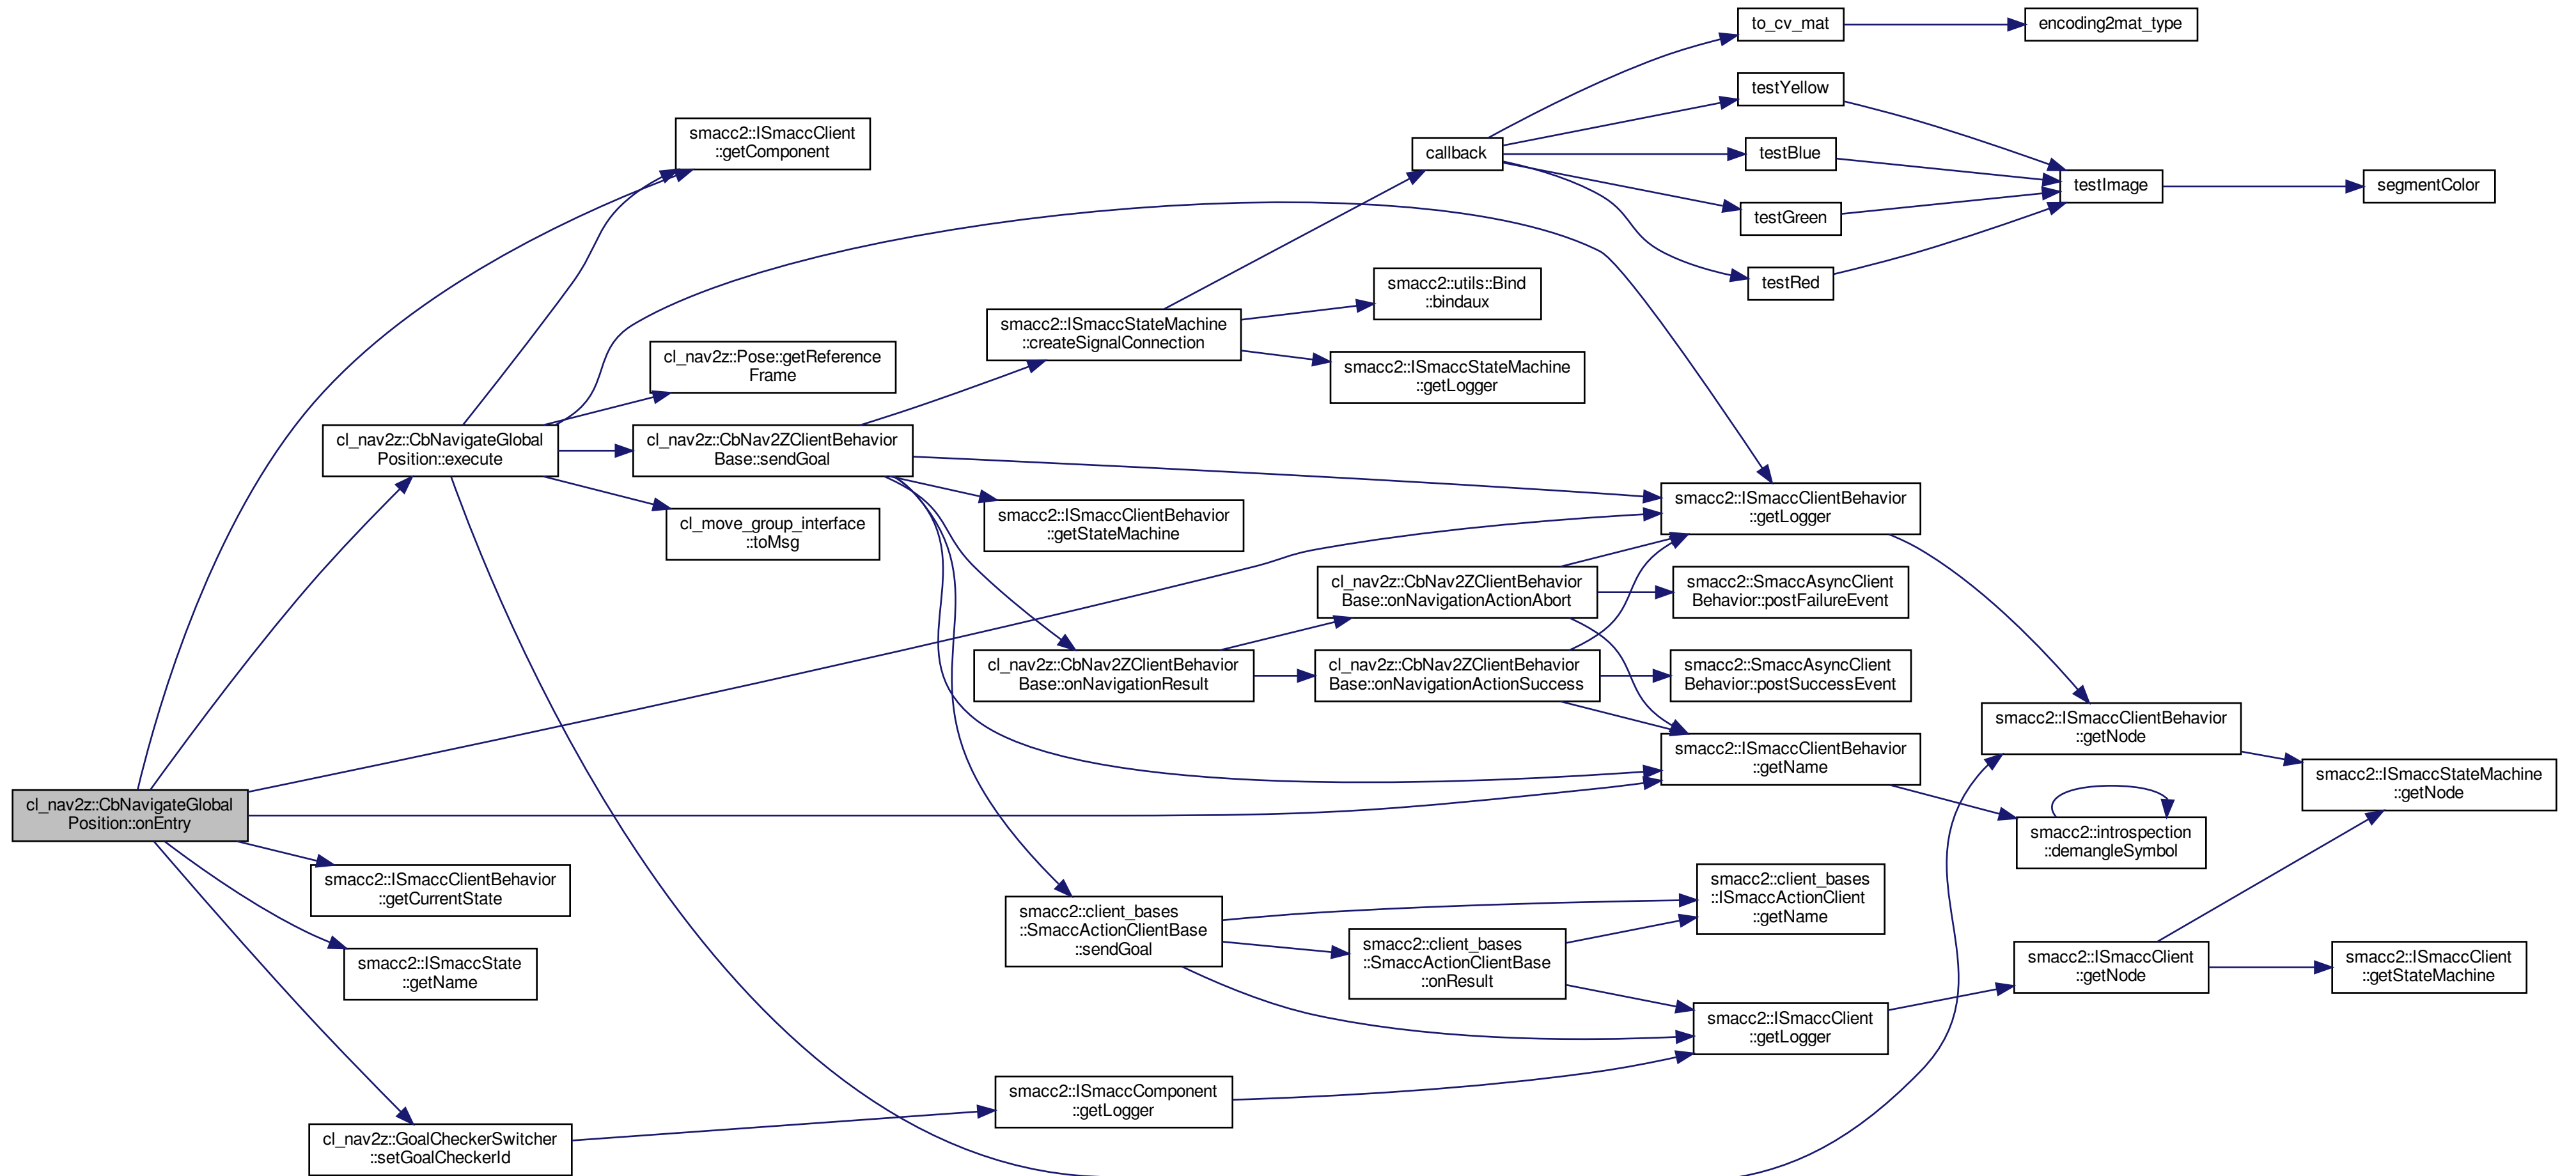 cl_nav2z::CbNavigateGlobal
Position::onEntry
smacc2::ISmaccClient
::getComponent
cl_nav2z::CbNavigateGlobal
Position::execute
cl_nav2z::Pose::getReference
Frame
cl_nav2z::CbNav2ZClientBehavior
Base::sendGoal
cl_move_group_interface
::toMsg
smacc2::ISmaccClientBehavior
::getCurrentState
smacc2::ISmaccState
::getName
cl_nav2z::GoalCheckerSwitcher
::setGoalCheckerId
smacc2::ISmaccStateMachine
::createSignalConnection
smacc2::ISmaccClientBehavior
::getStateMachine
cl_nav2z::CbNav2ZClientBehavior
Base::onNavigationResult
smacc2::client_bases
::SmaccActionClientBase
::sendGoal
smacc2::ISmaccComponent
::getLogger
callback
smacc2::utils::Bind
::bindaux
smacc2::ISmaccStateMachine
::getLogger
cl_nav2z::CbNav2ZClientBehavior
Base::onNavigationActionAbort
cl_nav2z::CbNav2ZClientBehavior
Base::onNavigationActionSuccess
smacc2::client_bases
::SmaccActionClientBase
::onResult
to_cv_mat
testYellow
testBlue
testGreen
testRed
smacc2::ISmaccClientBehavior
::getLogger
smacc2::SmaccAsyncClient
Behavior::postFailureEvent
smacc2::SmaccAsyncClient
Behavior::postSuccessEvent
smacc2::ISmaccClientBehavior
::getName
smacc2::client_bases
::ISmaccActionClient
::getName
smacc2::ISmaccClient
::getLogger
encoding2mat_type
testImage
smacc2::ISmaccClientBehavior
::getNode
smacc2::introspection
::demangleSymbol
smacc2::ISmaccClient
::getNode
segmentColor
smacc2::ISmaccStateMachine
::getNode
smacc2::ISmaccClient
::getStateMachine